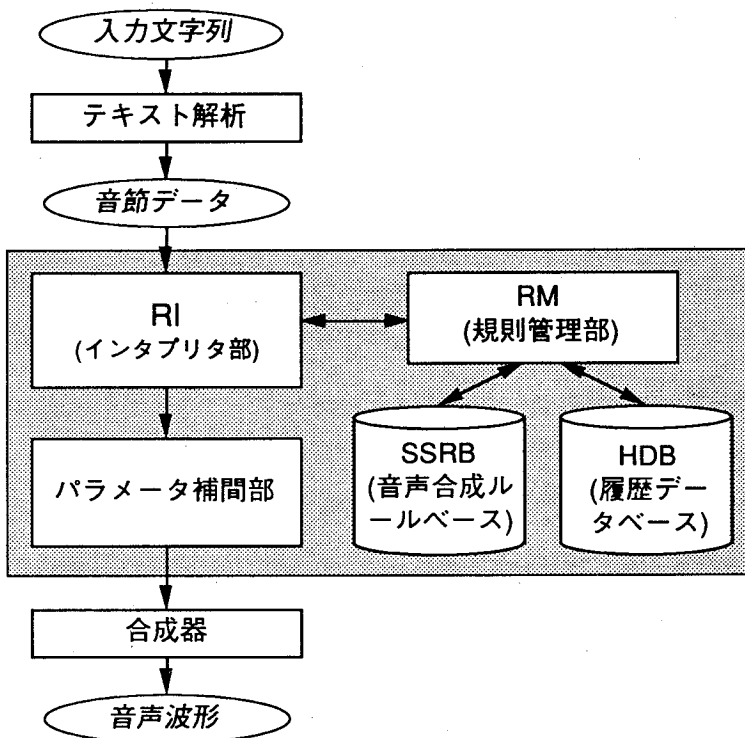 入力文字列
テキスト解析
音節データ
RI
(インタプリタ部)
RM
(規則管理部)
パラメータ補間部
SSRB
(音声合成ル
ールベース)
HDB
(履歴デー
タベース)
合成器
音声波形